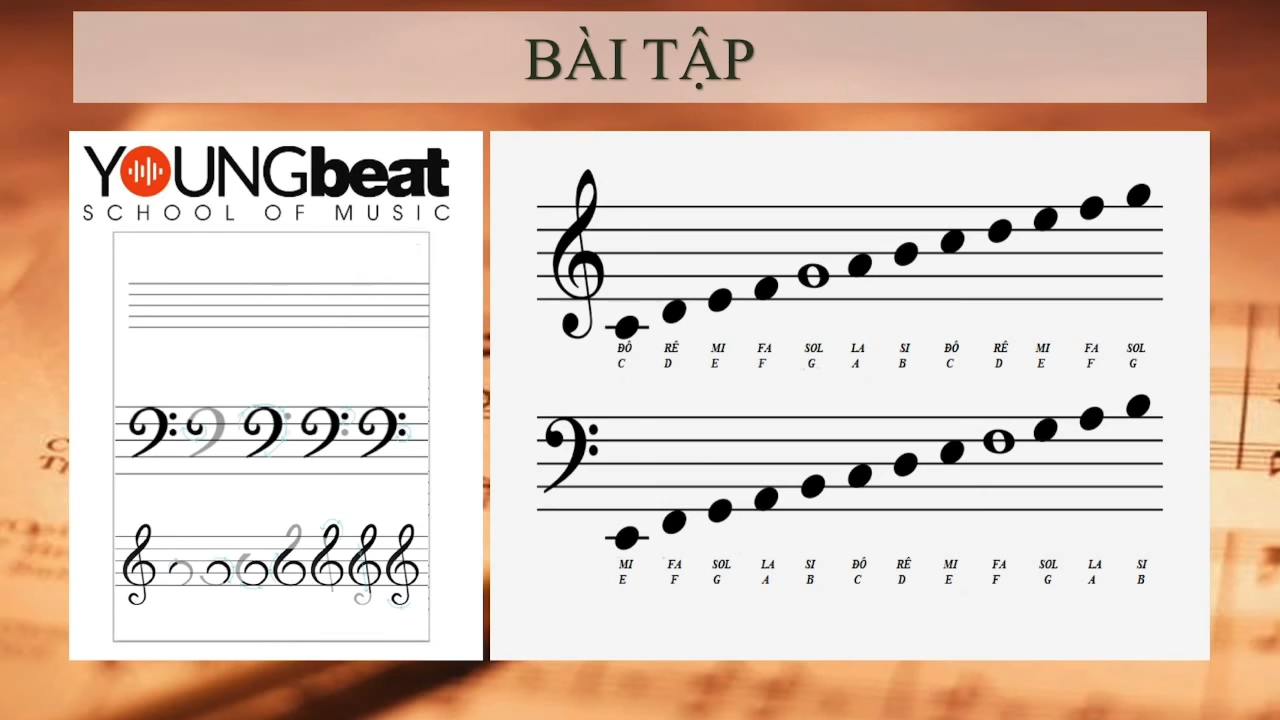 BÀI TẬP
YOUNGbeat
SCHOOL OF MUSIC
ĐÔ RÊ MI FA SOL LA SI ĐÔ RÊ MI FA SOL
C D E F G A B C D E F G
MI FA SOL LA SI ĐÔ RÊ MI FA SOL LA SI
E F G A B C D E F G A B